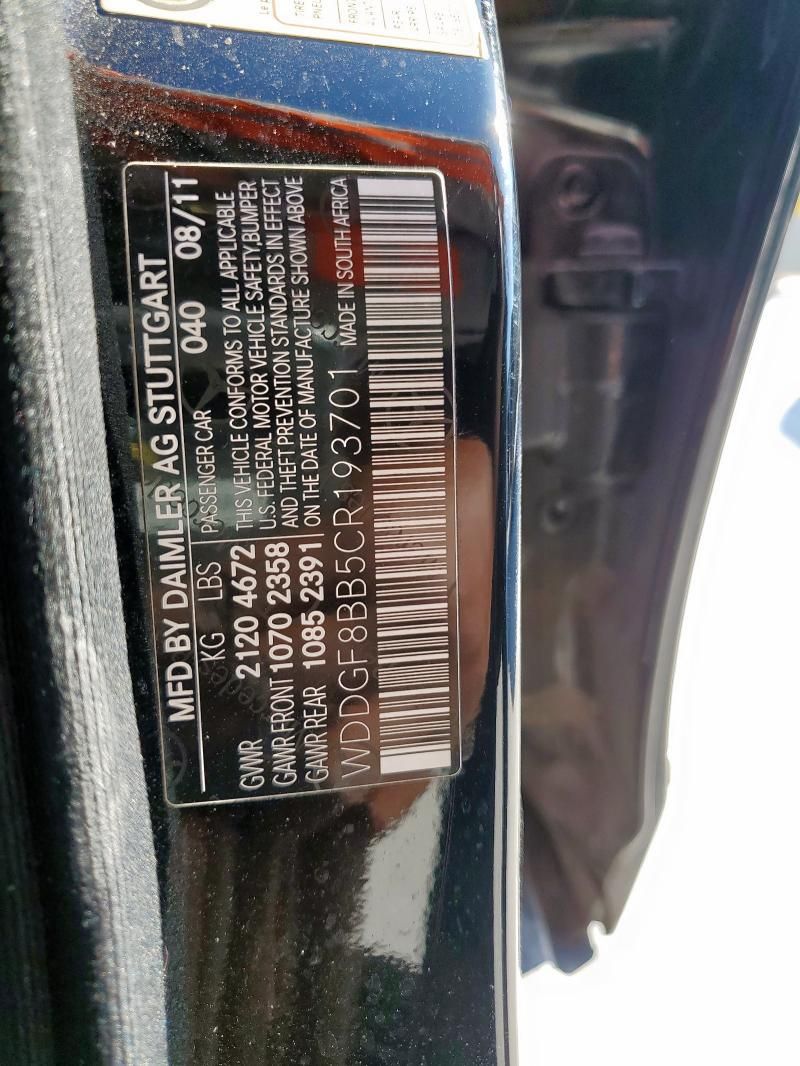 MFD BY DAIMLER AG STUTTGART
KG LBS PASSENGER CAR 040 08/11
GVWR 2120 4672 THIS VEHICLE CONFORMS TO ALL APPLICABLE
GAWR FRONT 1070 2358 U.S. FEDERAL MOTOR VEHICLE SAFETY,BUMPER
AND THEFT PREVENTION STANDARDS IN EFFECT
GAWR REAR 1085 2391 ON THE DATE OF MANUFACTURE SHOWN ABOVE
WDDGF8BB5CR193701 MADE IN SOUTH AFRICA